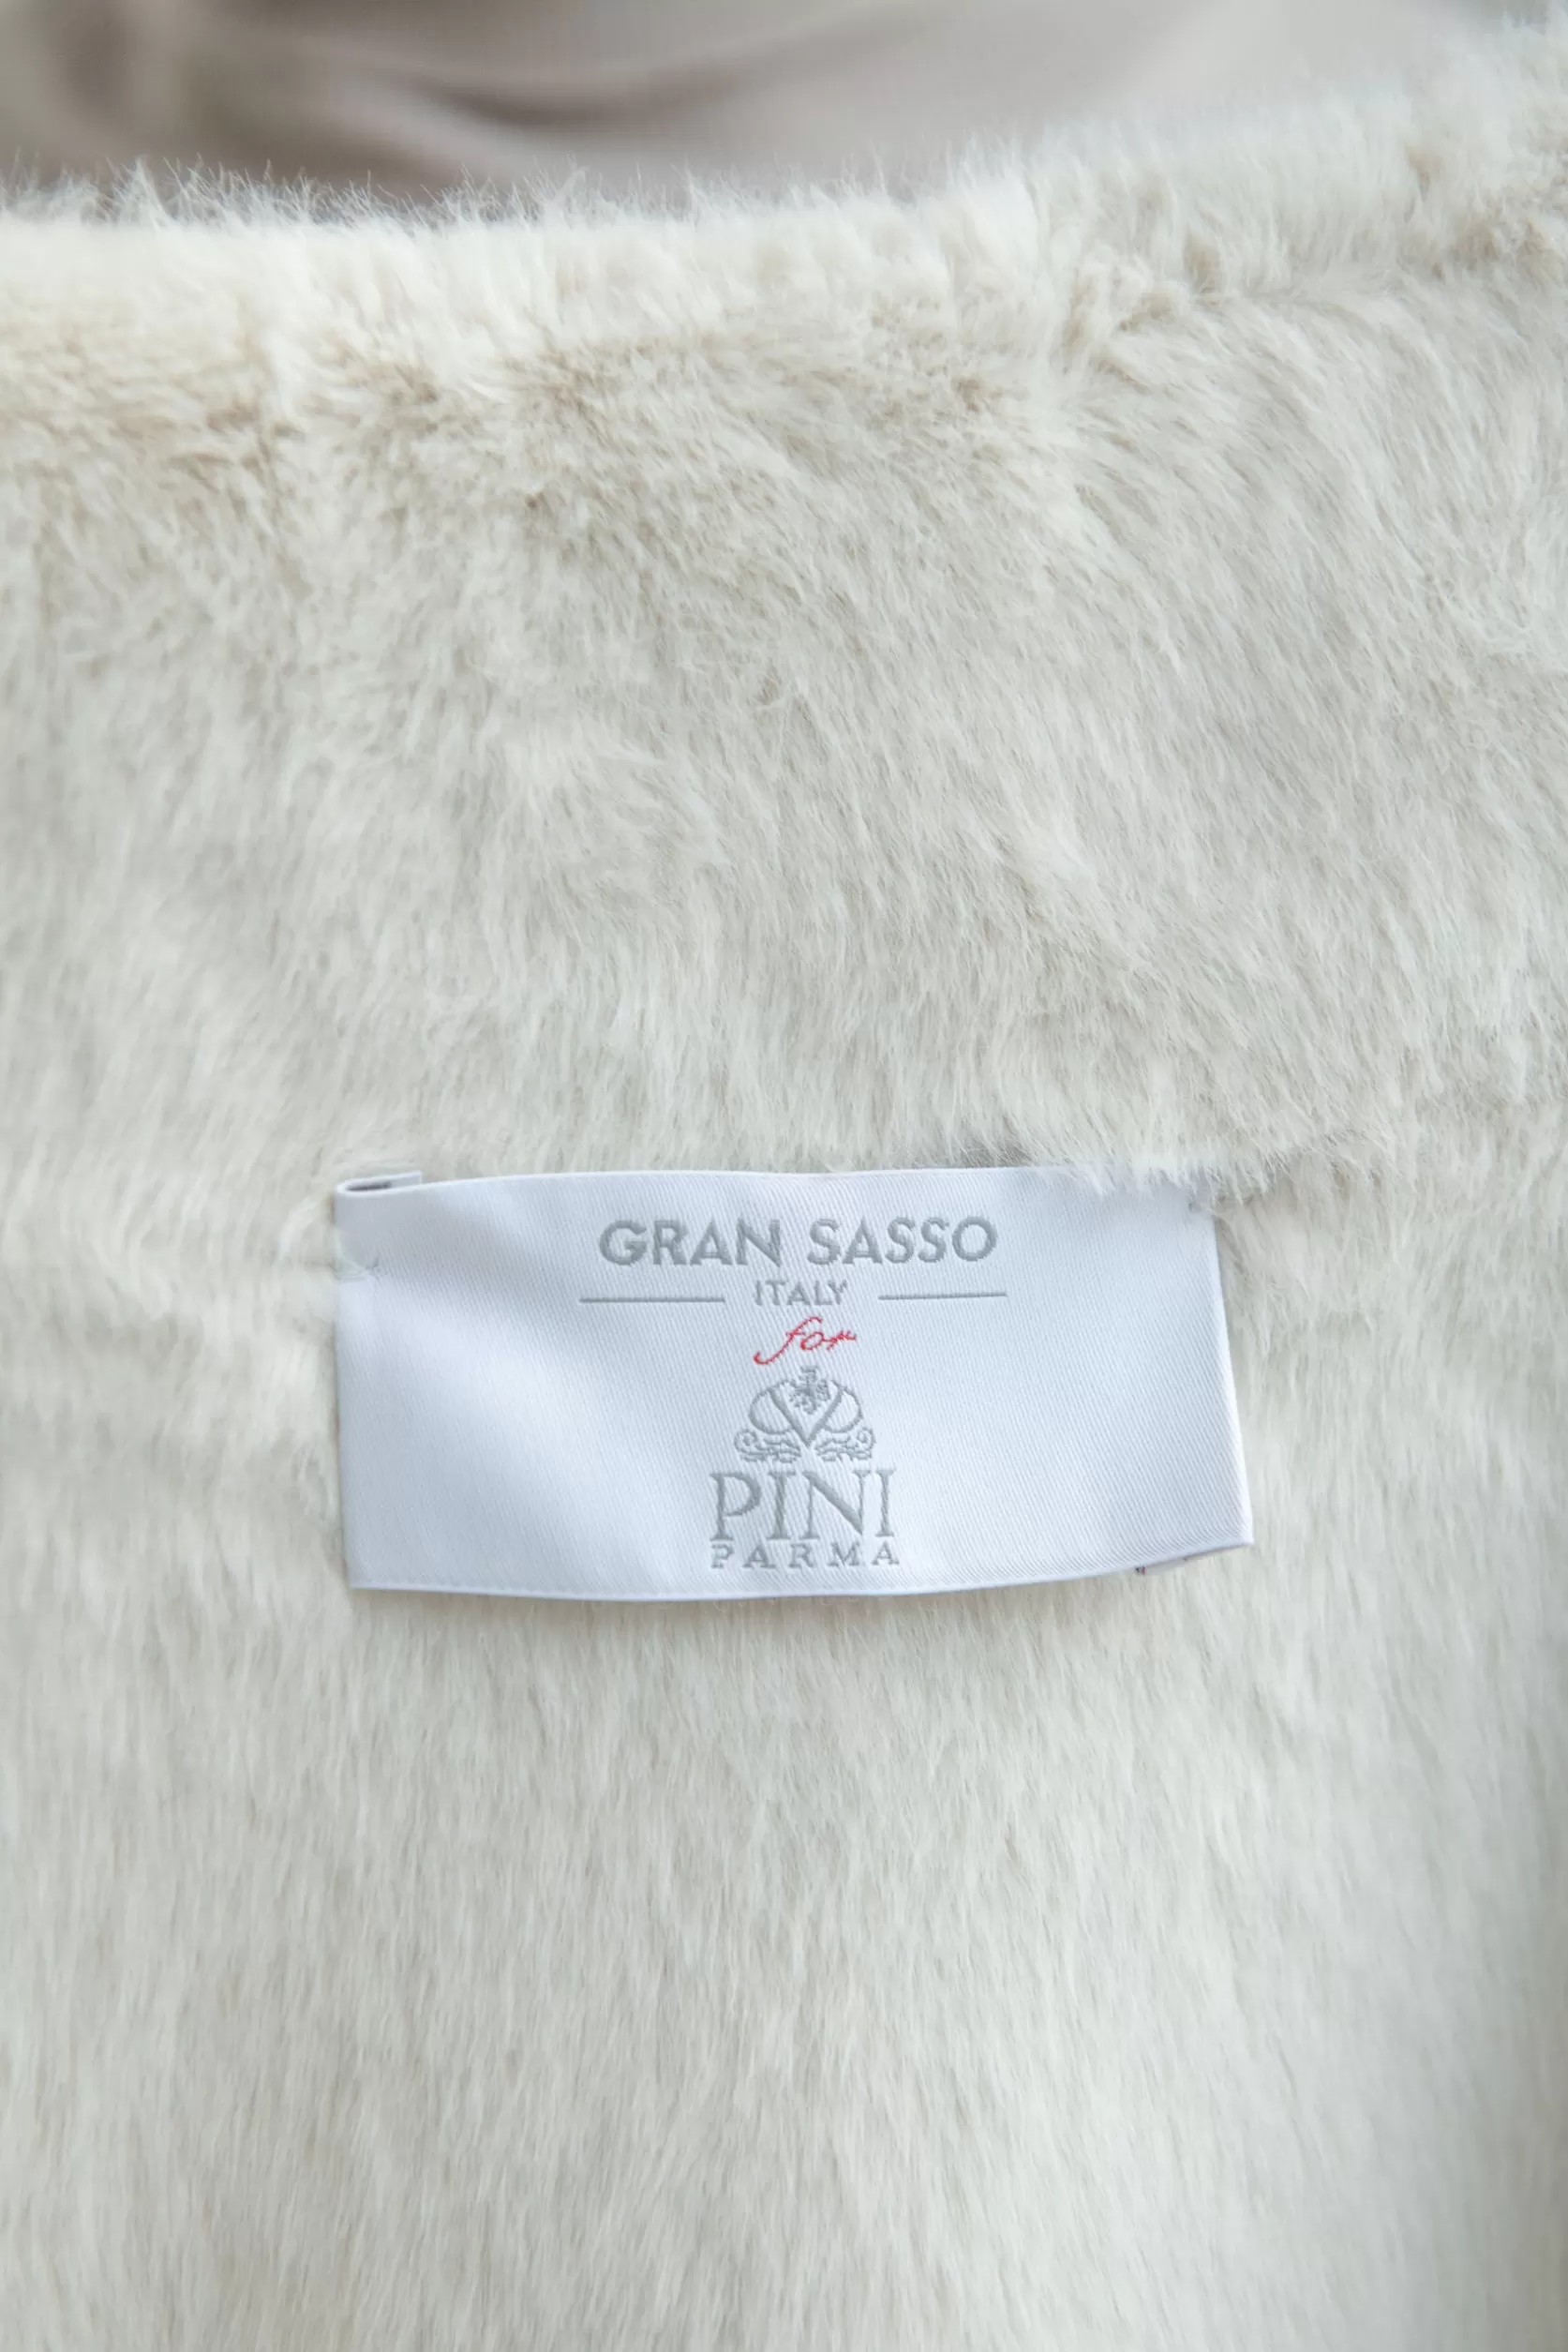 GRAN SASSO
ITALY
for
PINI
PARMA